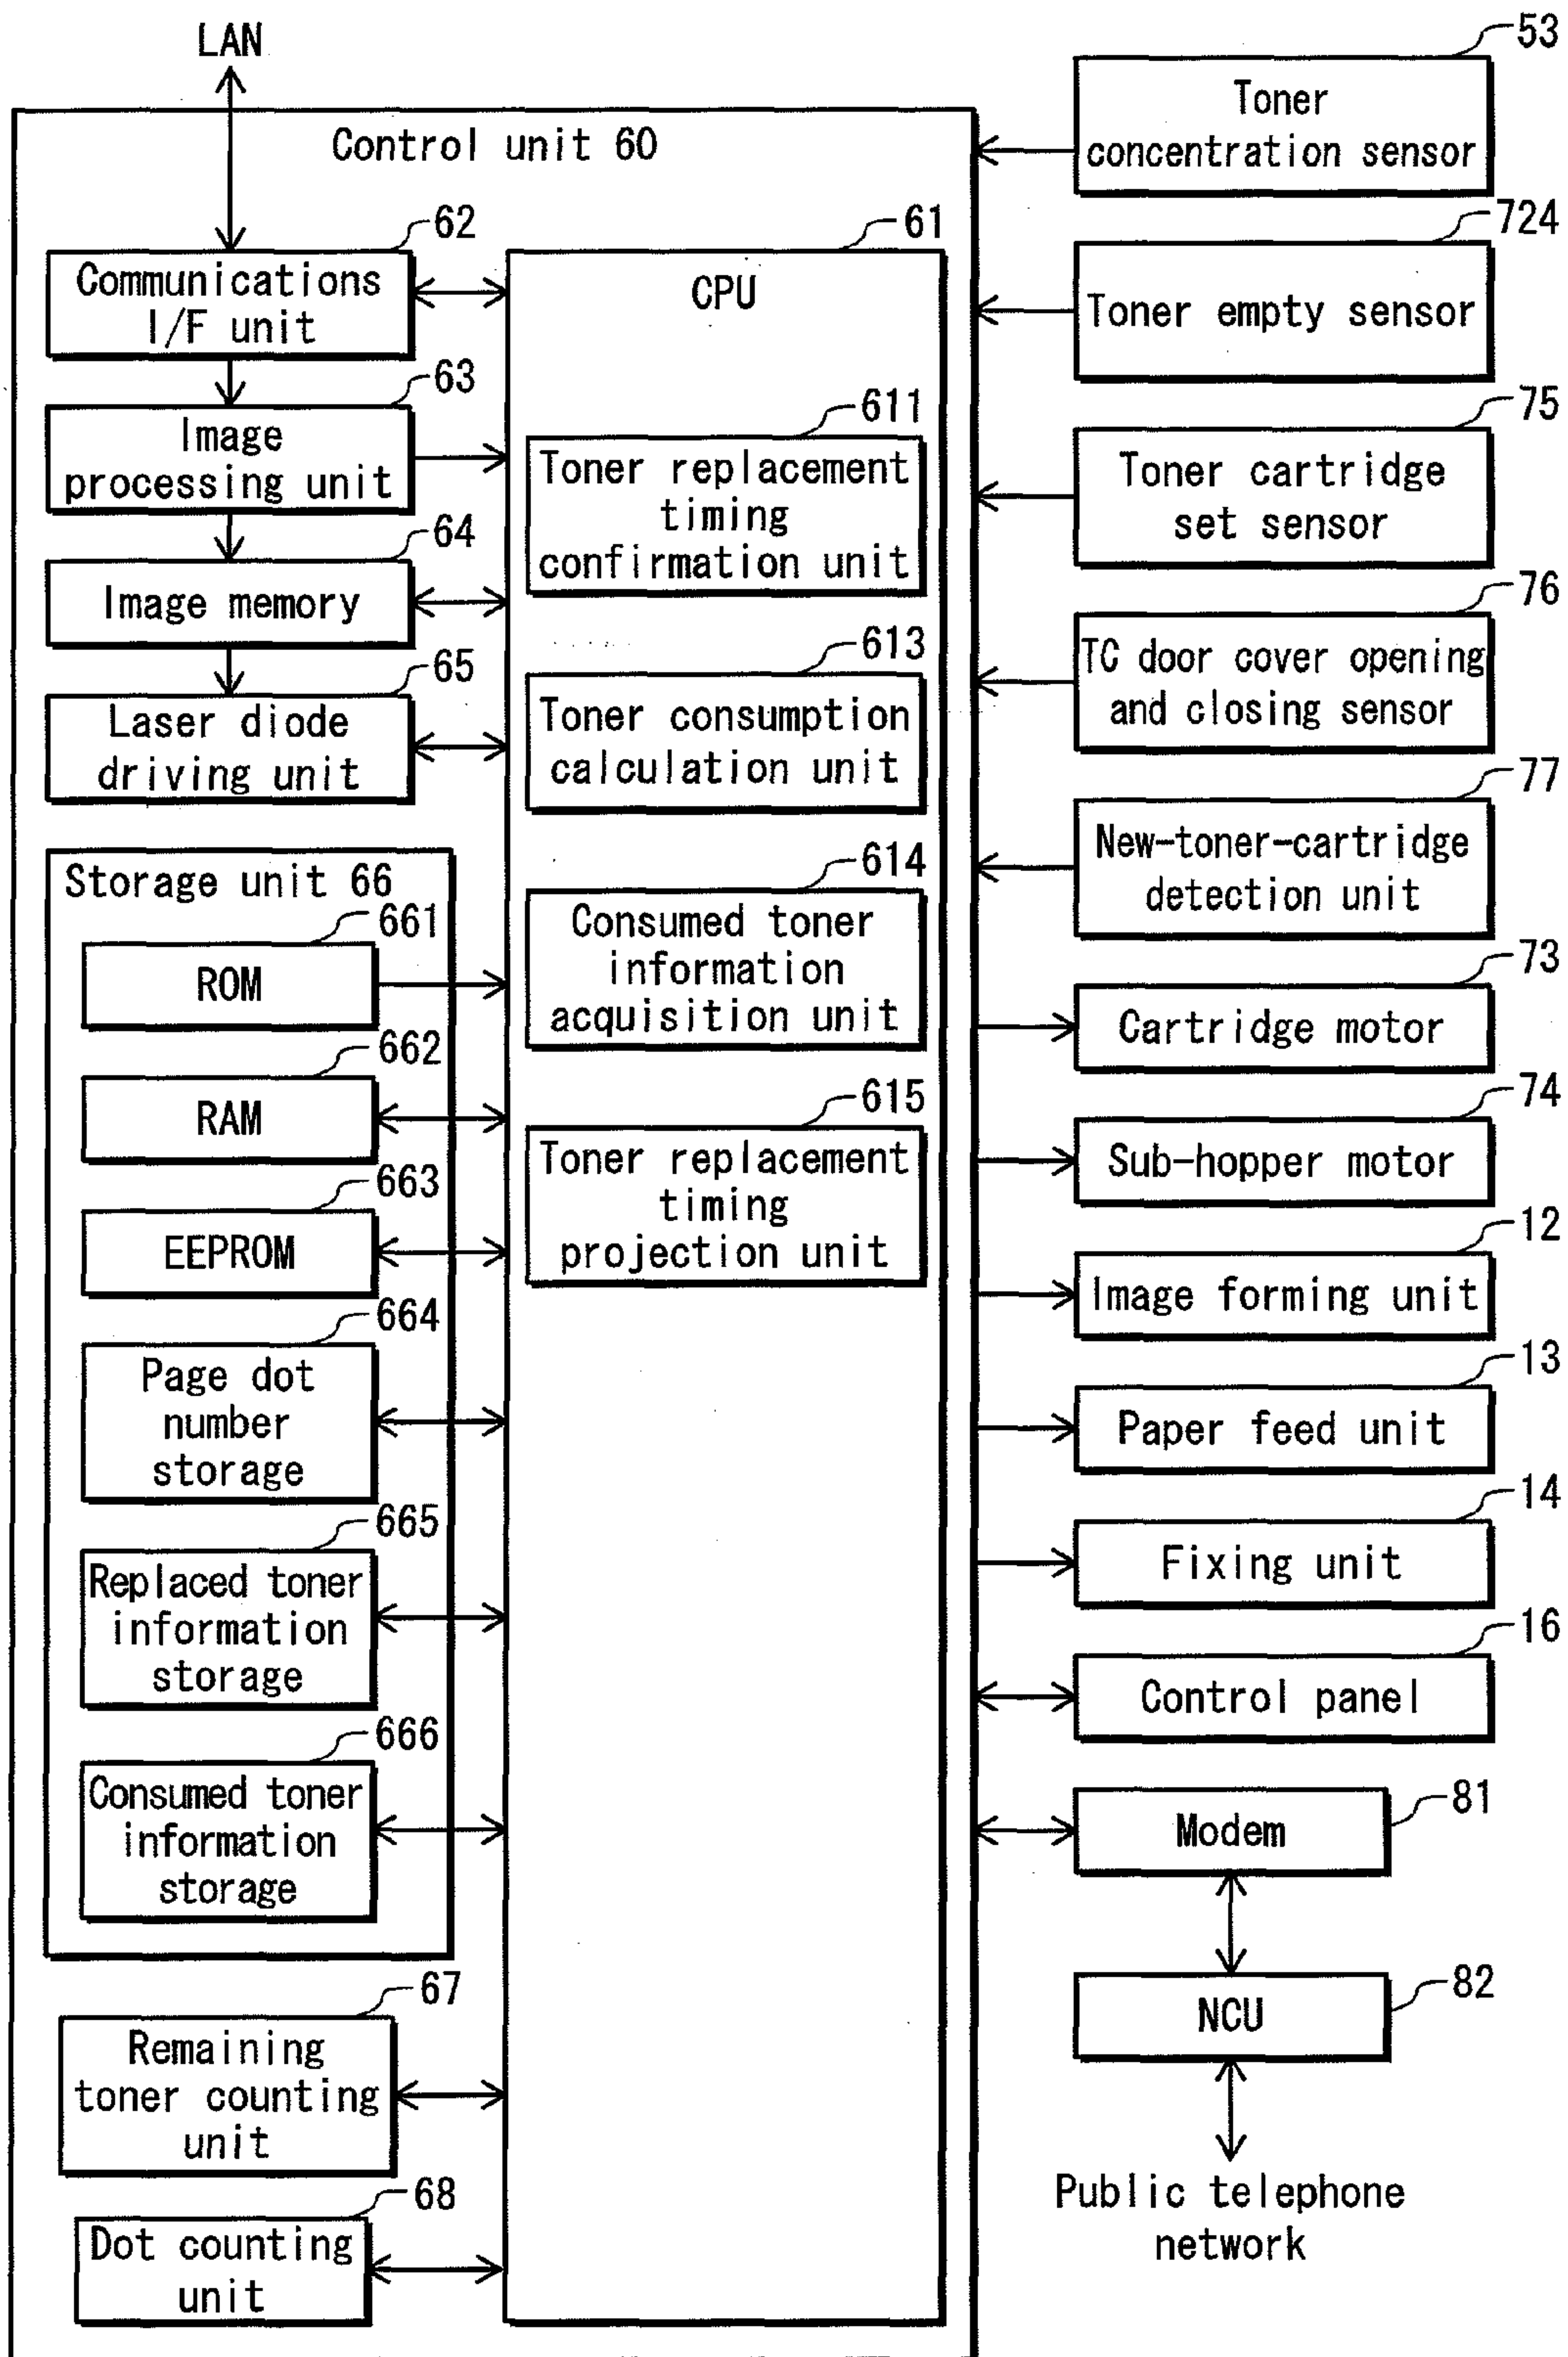 LAN
Control unit 60
62
Communications
I/F unit
63
Image
processing unit
64
Image memory
65
Laser diode
driving unit
Storage unit 66
661
ROM
662
RAM
663
EEPROM
664
Page dot
number
storage
665
Replaced toner
information
storage
666
Consumed toner
information
storage
67
Remaining
toner counting
unit
68
Dot counting
unit
61
CPU
611
Toner replacement
timing
confirmation unit
613
Toner consumption
calculation unit
614
Consumed toner
information
acquisition unit
615
Toner replacement
timing
projection unit
53
Toner
concentration sensor
724
Toner empty sensor
75
Toner cartridge
set sensor
76
TC door cover opening
and closing sensor
77
New-toner-cartridge
detection unit
73
Cartridge motor
74
Sub-hopper motor
12
Image forming unit
13
Paper feed unit
14
Fixing unit
16
Control panel
81
Modem
82
NCU
Public telephone
network